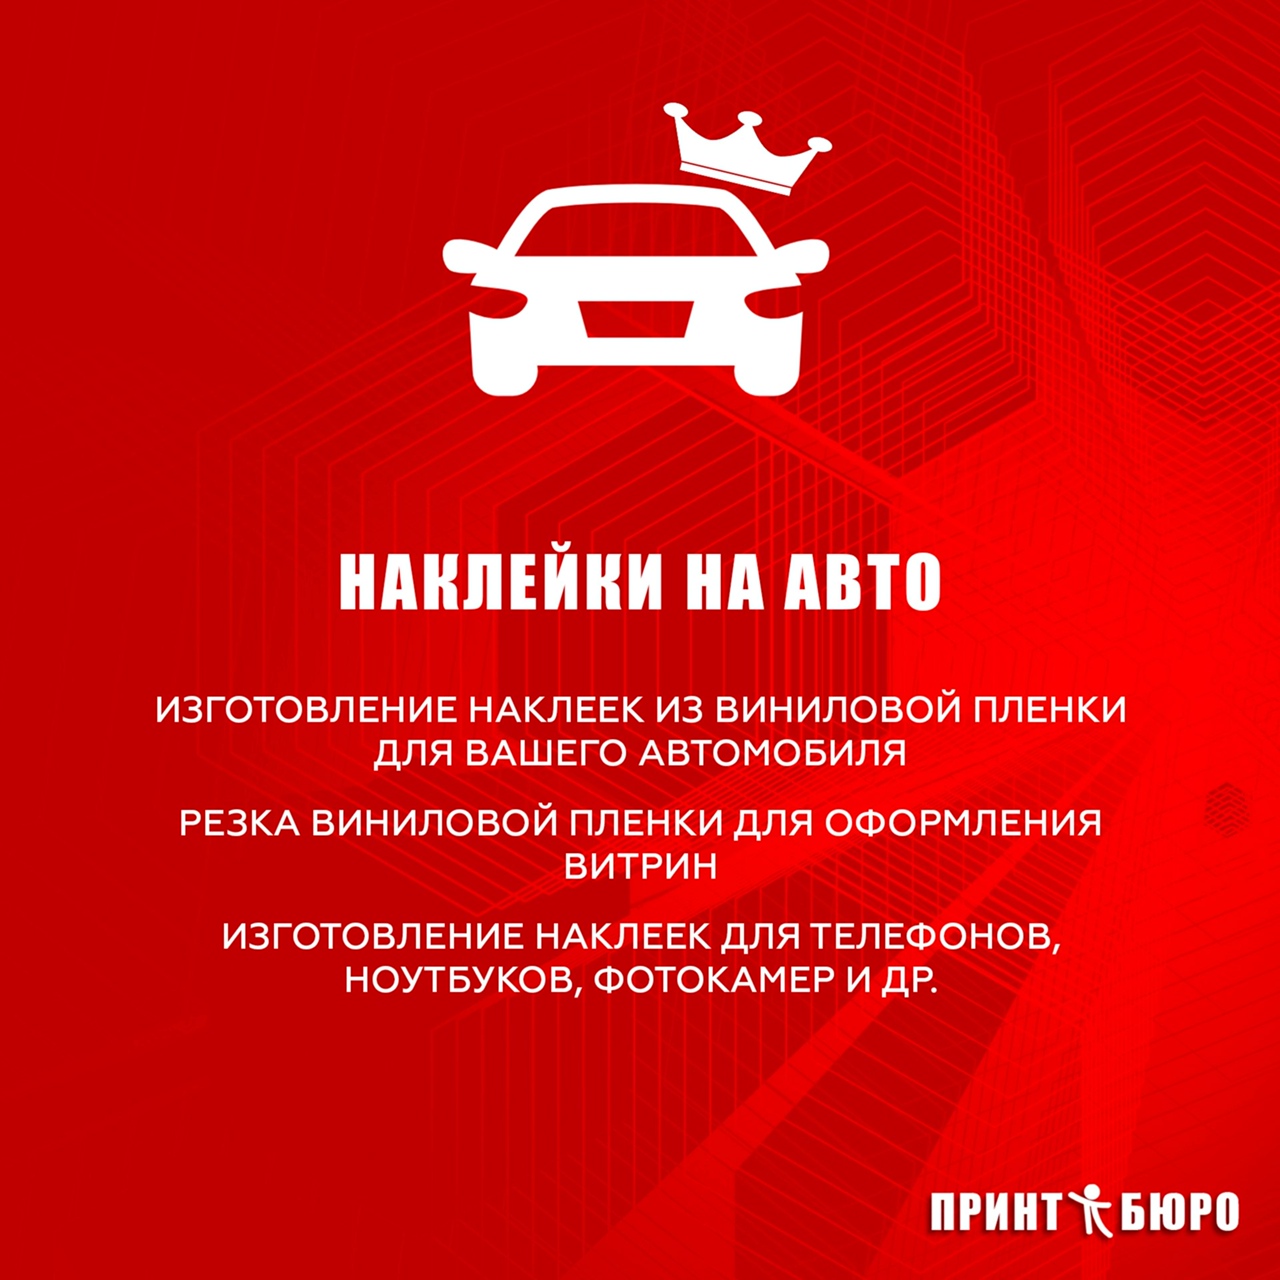 НАКЛЕЙКИ НА АВТО
ИЗГОТОВЛЕНИЕ НАКЛЕЕК ИЗ ВИНИЛОВОЙ ПЛЕНКИ
ДЛЯ ВАШЕГО АВТОМОБИЛЯ
РЕЗКА ВИНИЛОВОЙ ПЛЕНКИ ДЛЯ ОФОРМЛЕНИЯ
ВИТРИН
ИЗГОТОВЛЕНИЕ НАКЛЕЕК ДЛЯ ТЕЛЕФОНОВ,
НОУТБУКОВ, ФОТОКАМЕР И ДР.
ПРИНТ БЮРО